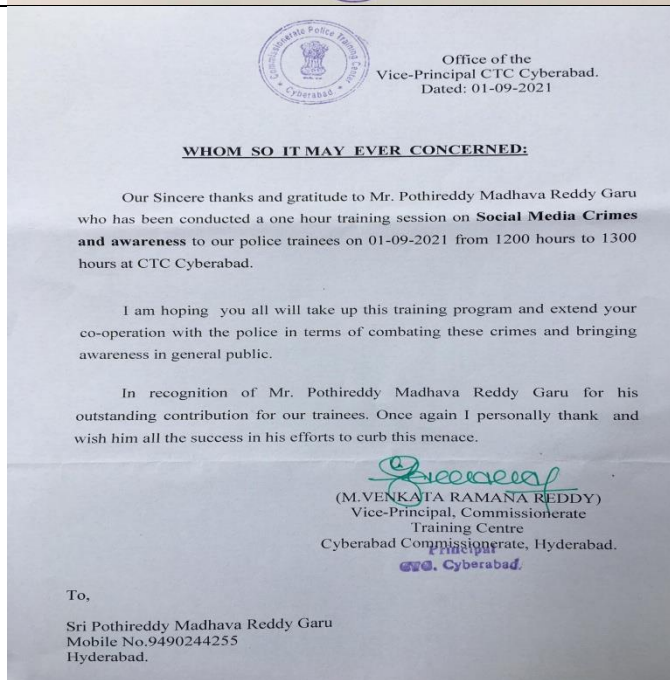 Commissionerate Police Training Center
Cyberabad.
Office of the
Vice-Principal CTC Cyberabad.
Dated: 01-09-2021
WHOM SO IT MAY EVER CONCERNED:
Our Sincere thanks and gratitude to Mr. Pothireddy Madhava Reddy Garu
who has been conducted a one hour training session on Social Media Crimes
and awareness to our police trainees on 01-09-2021 from 1200 hours to 1300
hours at CTC Cyberabad.
I am hoping you all will take up this training program and extend your
co-operation with the police in terms of combating these crimes and bringing
awareness in general public.
In recognition of Mr. Pothireddy Madhava Reddy Garu for his
outstanding contribution for our trainees. Once again I personally thank and
wish him all the success in his efforts to curb this menace.
(M.VENKATA RAMANA REDDY)
Vice-Principal, Commissionerate
Training Centre
Cyberabad Commissionerate, Hyderabad.
Principal
CTC, Cyberabad.
To,
Sri Pothireddy Madhava Reddy Garu
Mobile No.9490244255
Hyderabad.